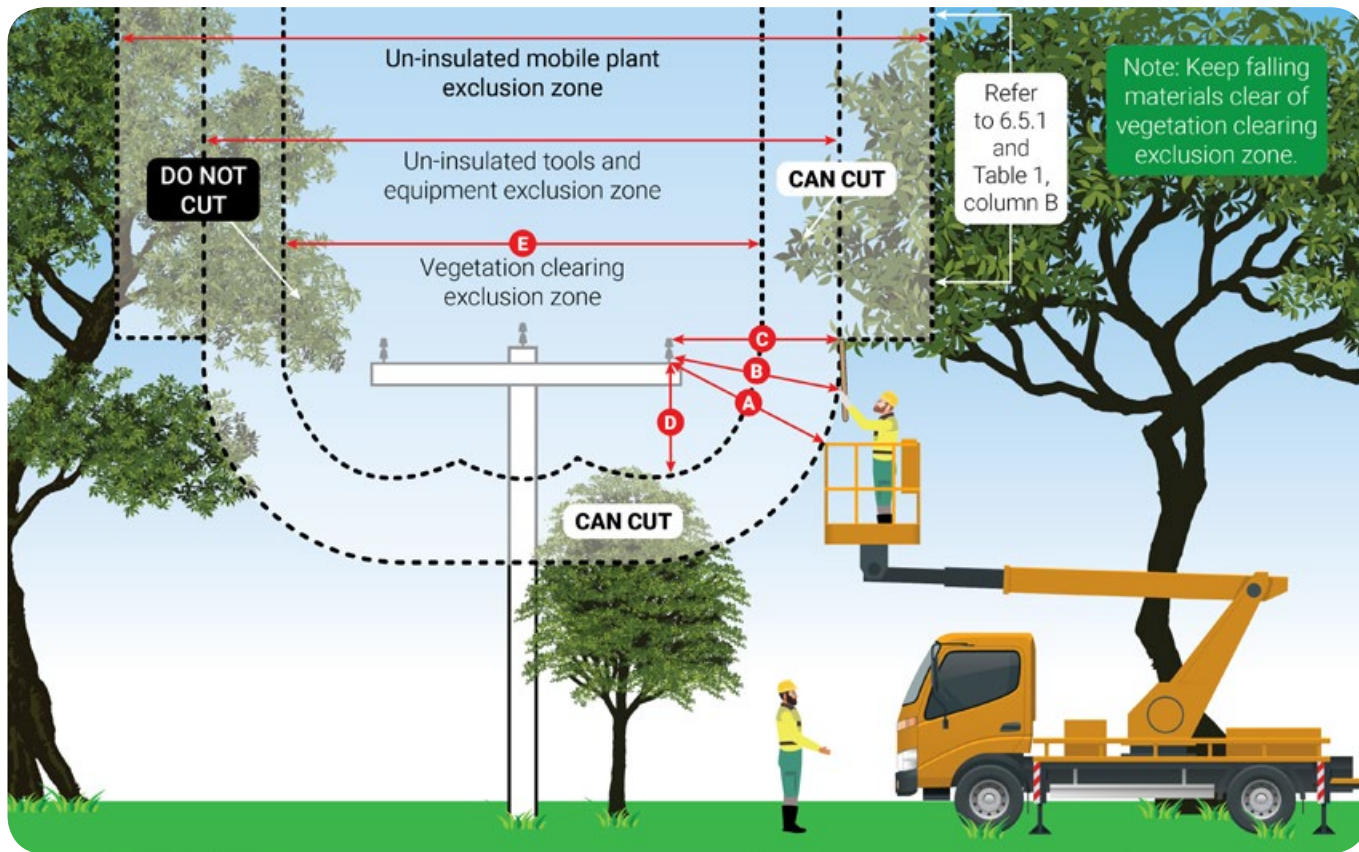 Un-insulated mobile plant
exclusion zone
Un-insulated tools and
equipment exclusion zone
DO NOT
CUT
CAN CUT
E
Vegetation clearing
exclusion zone
Refer
to 6.5.1
and
Table 1,
column B
Note: Keep falling
materials clear of
vegetation clearing
exclusion zone.
C
B
A
D
CAN CUT